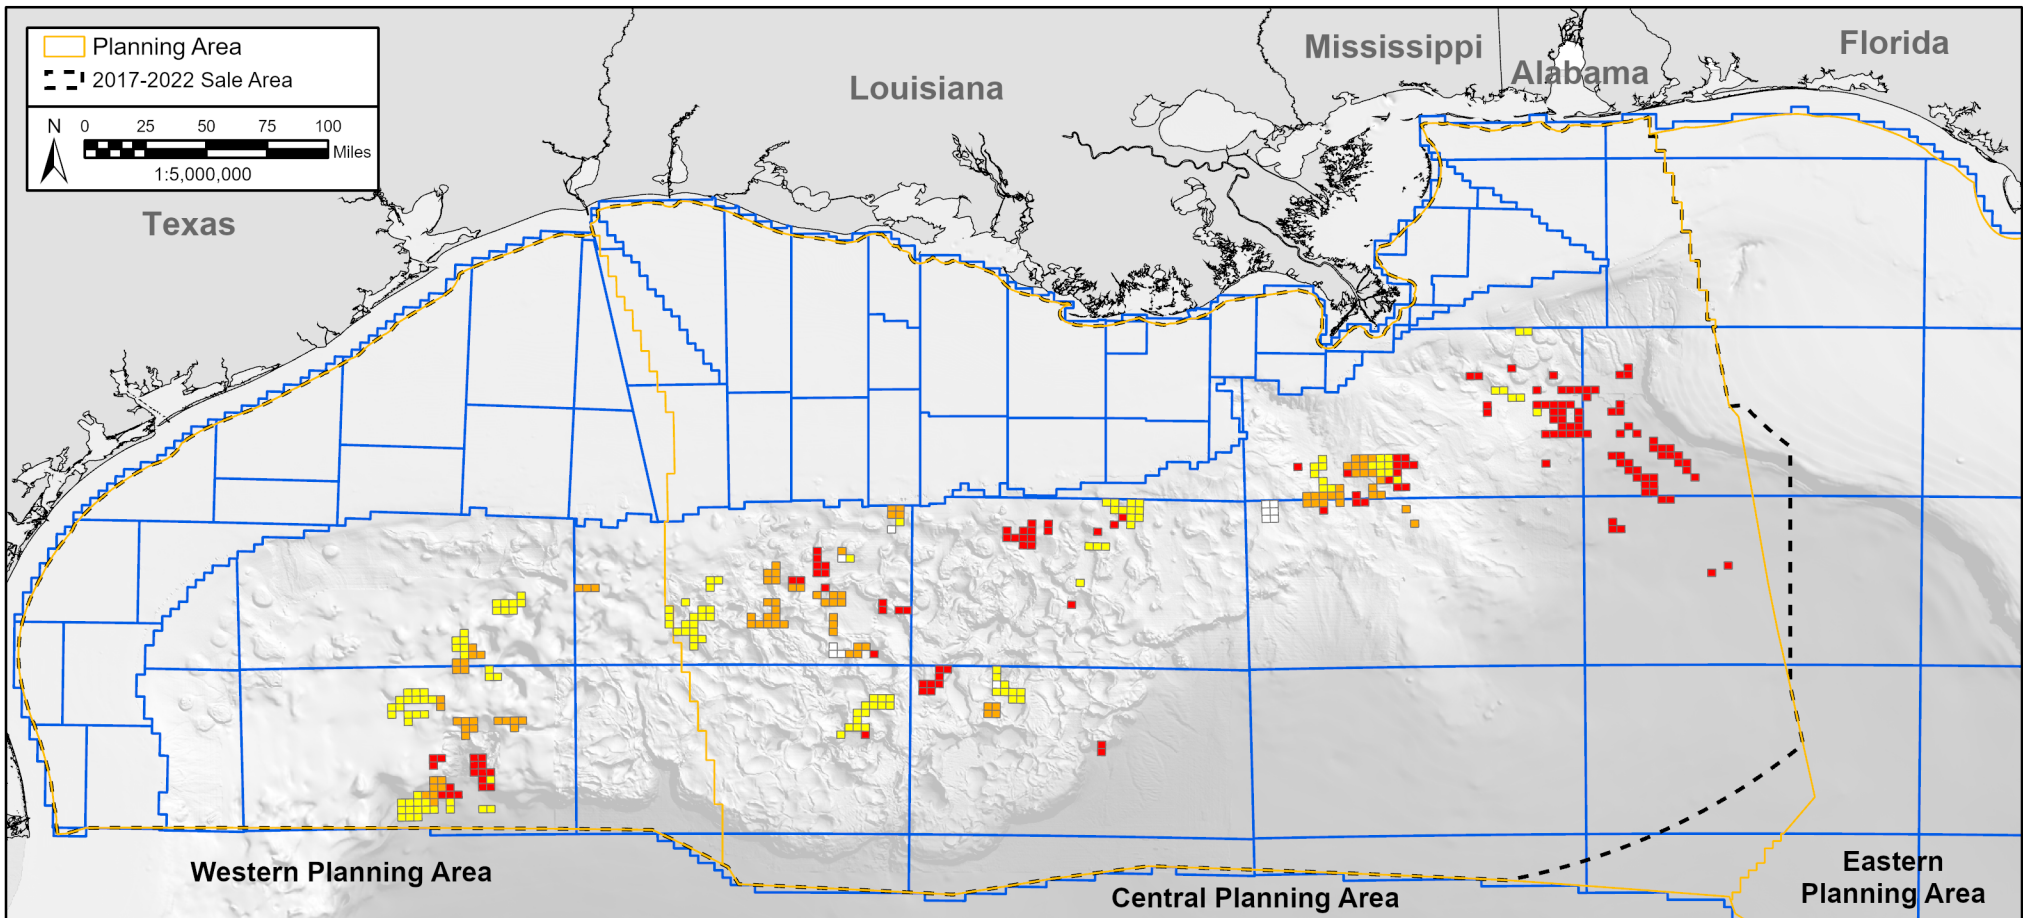 Planning Area
2017-2022 Sale Area
N
0 25 50 75 100
Miles
1:5,000,000
Texas
Louisiana
Mississippi
Alabama
Florida
Western Planning Area
Central Planning Area
Eastern
Planning Area